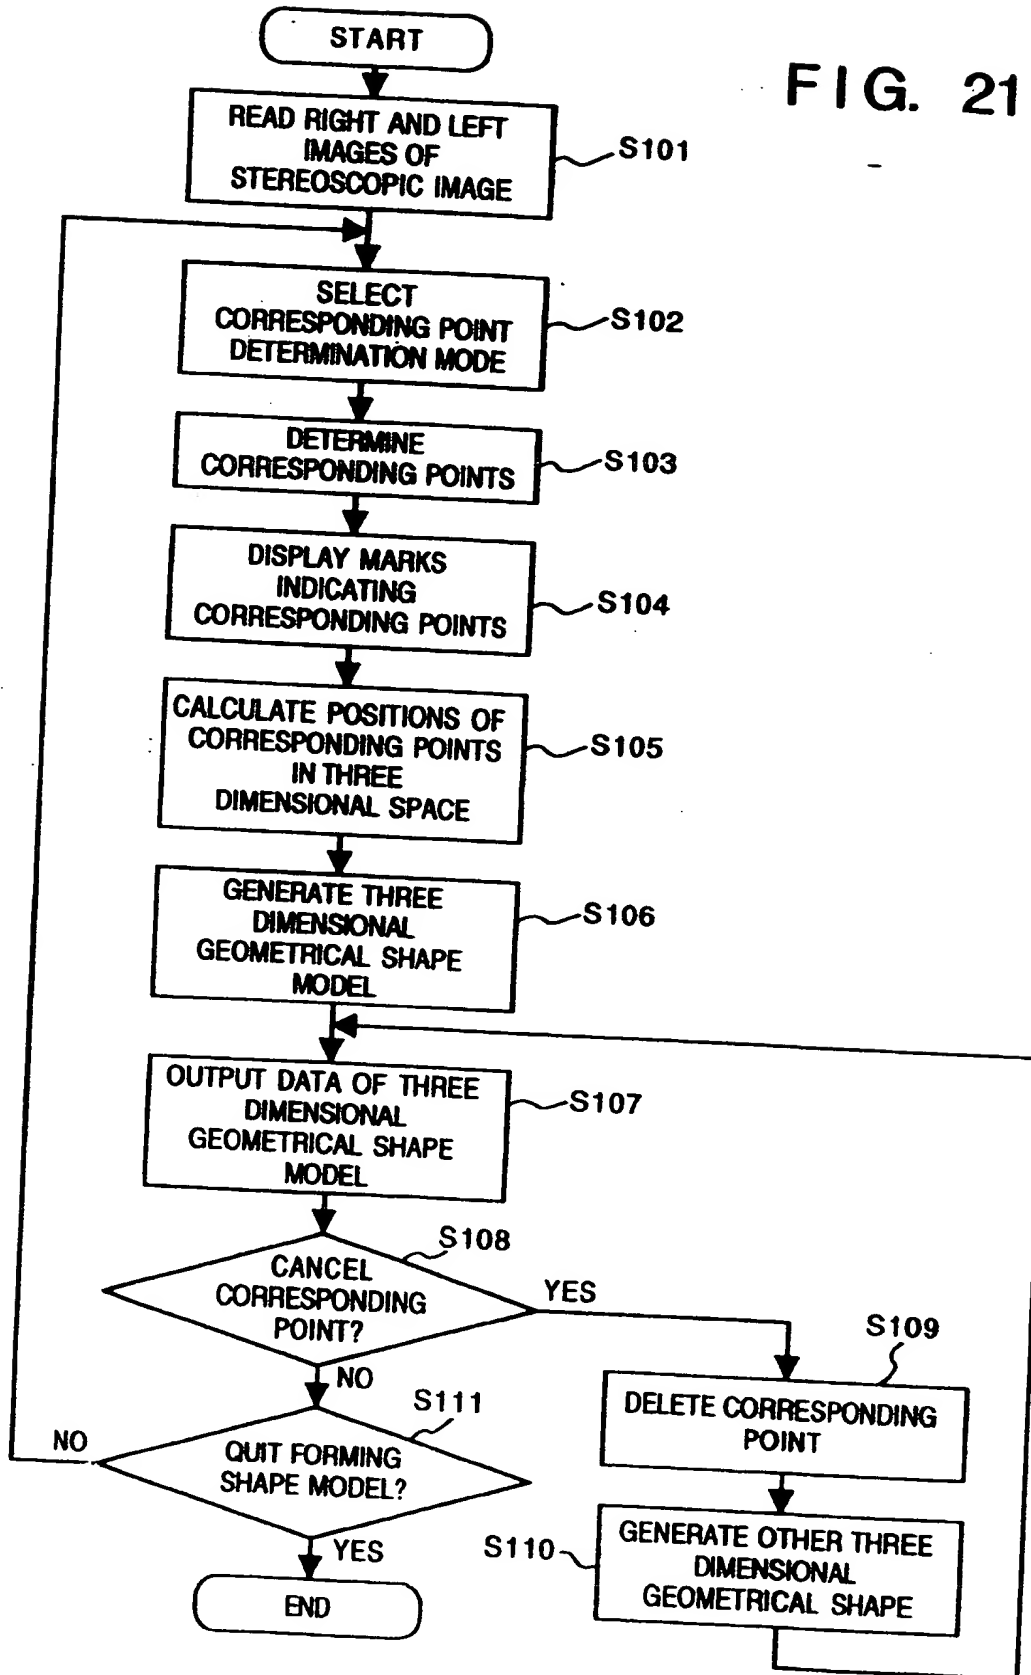 FIG. 21
START
READ RIGHT AND LEFT
IMAGES OF
STEREOSCOPIC IMAGE
S101
SELECT
CORRESPONDING POINT
DETERMINATION MODE
S102
DETERMINE
CORRESPONDING POINTS
S103
DISPLAY MARKS
INDICATING
CORRESPONDING POINTS
S104
CALCULATE POSITIONS OF
CORRESPONDING POINTS
IN THREE
DIMENSIONAL SPACE
S105
GENERATE THREE
DIMENSIONAL
GEOMETRICAL SHAPE
MODEL
S106
OUTPUT DATA OF THREE
DIMENSIONAL
GEOMETRICAL SHAPE
MODEL
S107
S108
CANCEL
CORRESPONDING
POINT?
YES
NO
S109
DELETE CORRESPONDING
POINT
S110
GENERATE OTHER THREE
DIMENSIONAL
GEOMETRICAL SHAPE
S111
QUIT FORMING
SHAPE MODEL?
NO
YES
END